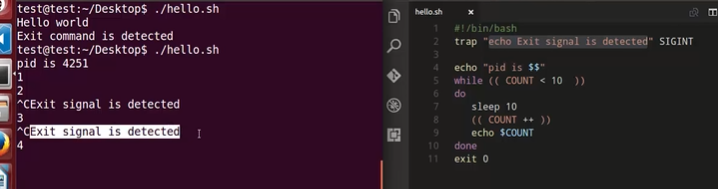 test@test:~/Desktop$ ./hello.sh
Hello world
Exit command is detected
test@test:~/Desktop$ ./hello.sh
pid is 4251
1
2
^CExit signal is detected
3
^CExit signal is detected
4
hello.sh
1 #!/bin/bash
2 trap "echo Exit signal is detected" SIGINT
3
4 echo "pid is $$"
5 while (( COUNT < 10 ))
6 do
7 sleep 10
8 (( COUNT ++ ))
9 echo $COUNT
10 done
11 exit 0